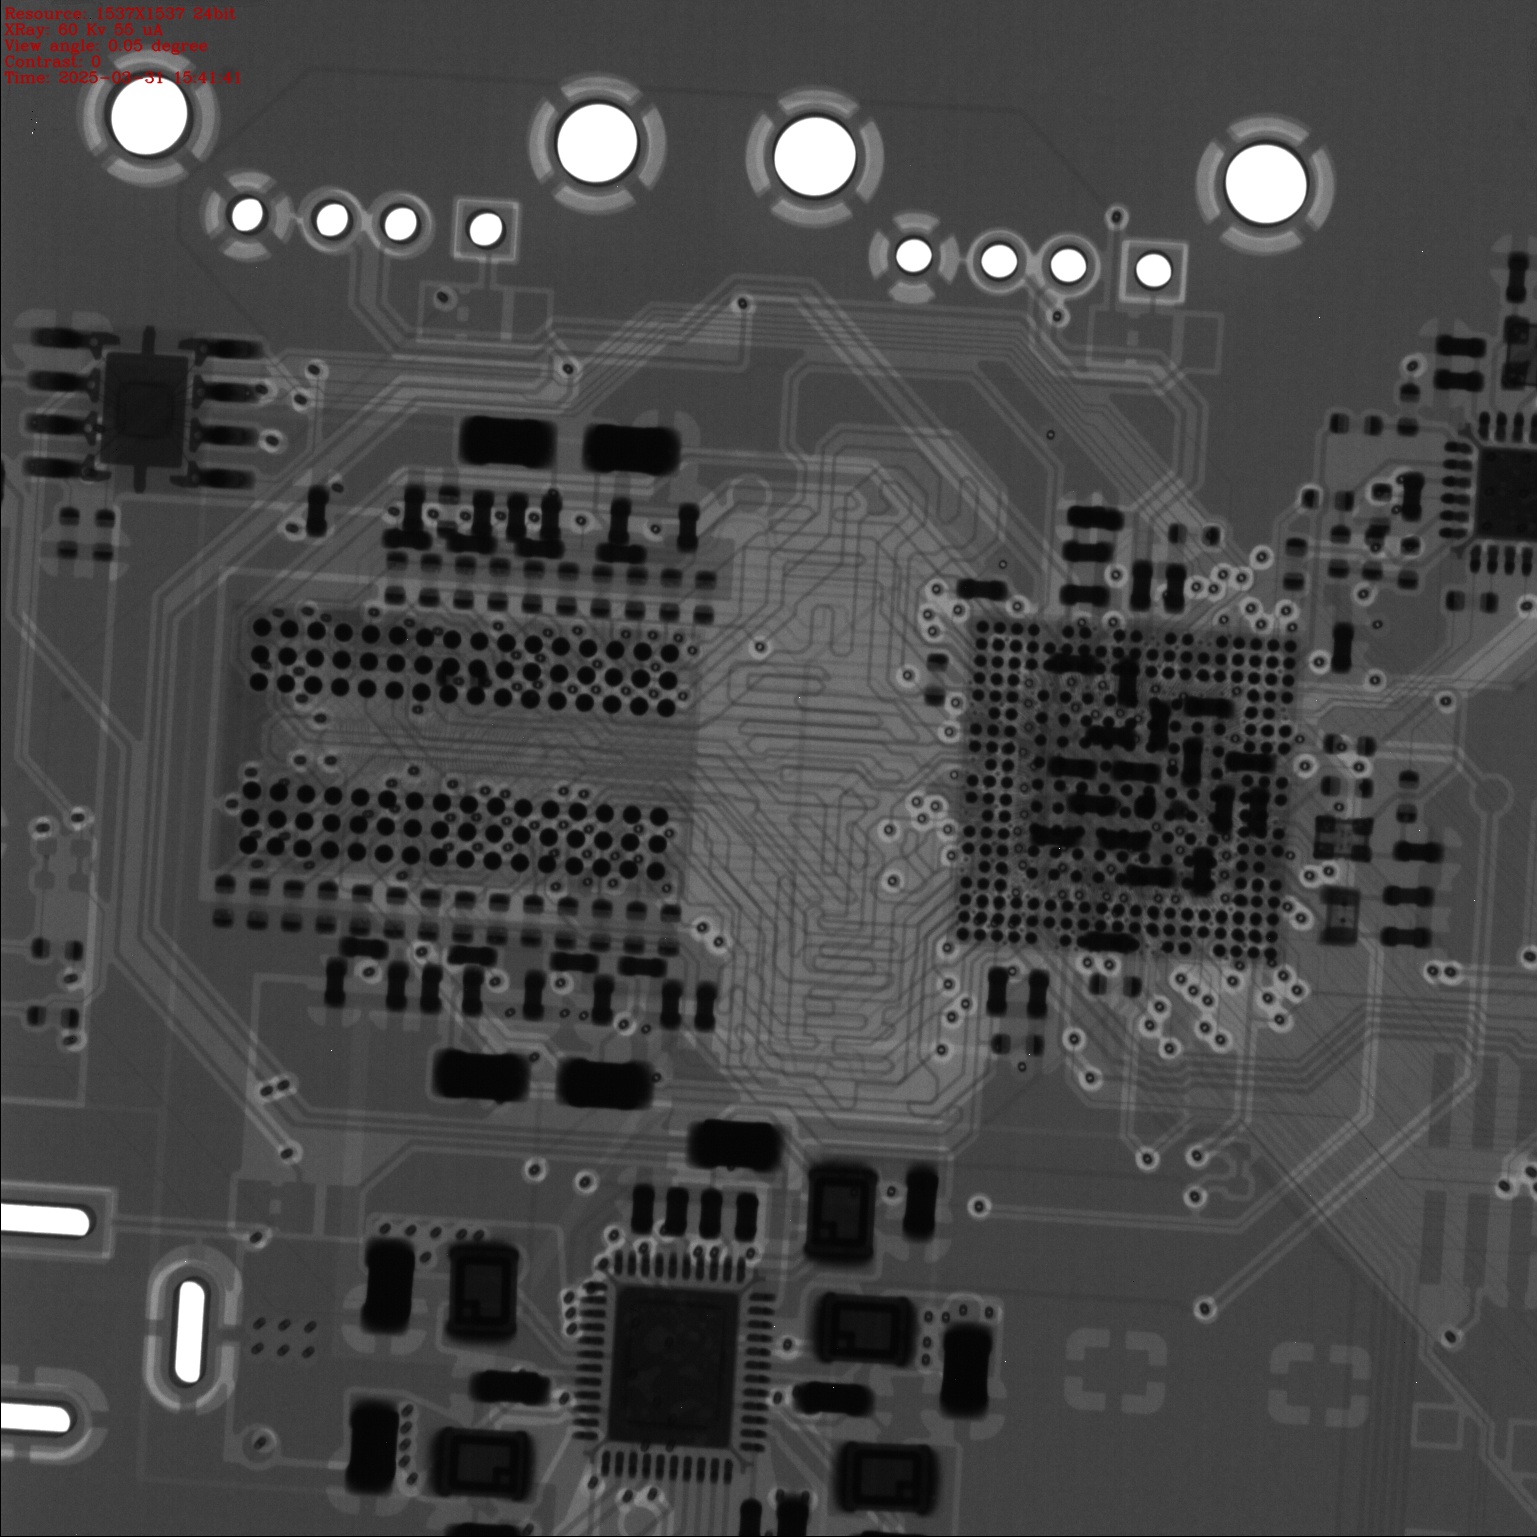 Resource: 1537X1537 24bit
XRay: 60 Kv 55 uA
View angle: 0.05 degree
Contrast: 0
Time: 2025-03-31 15:41:41